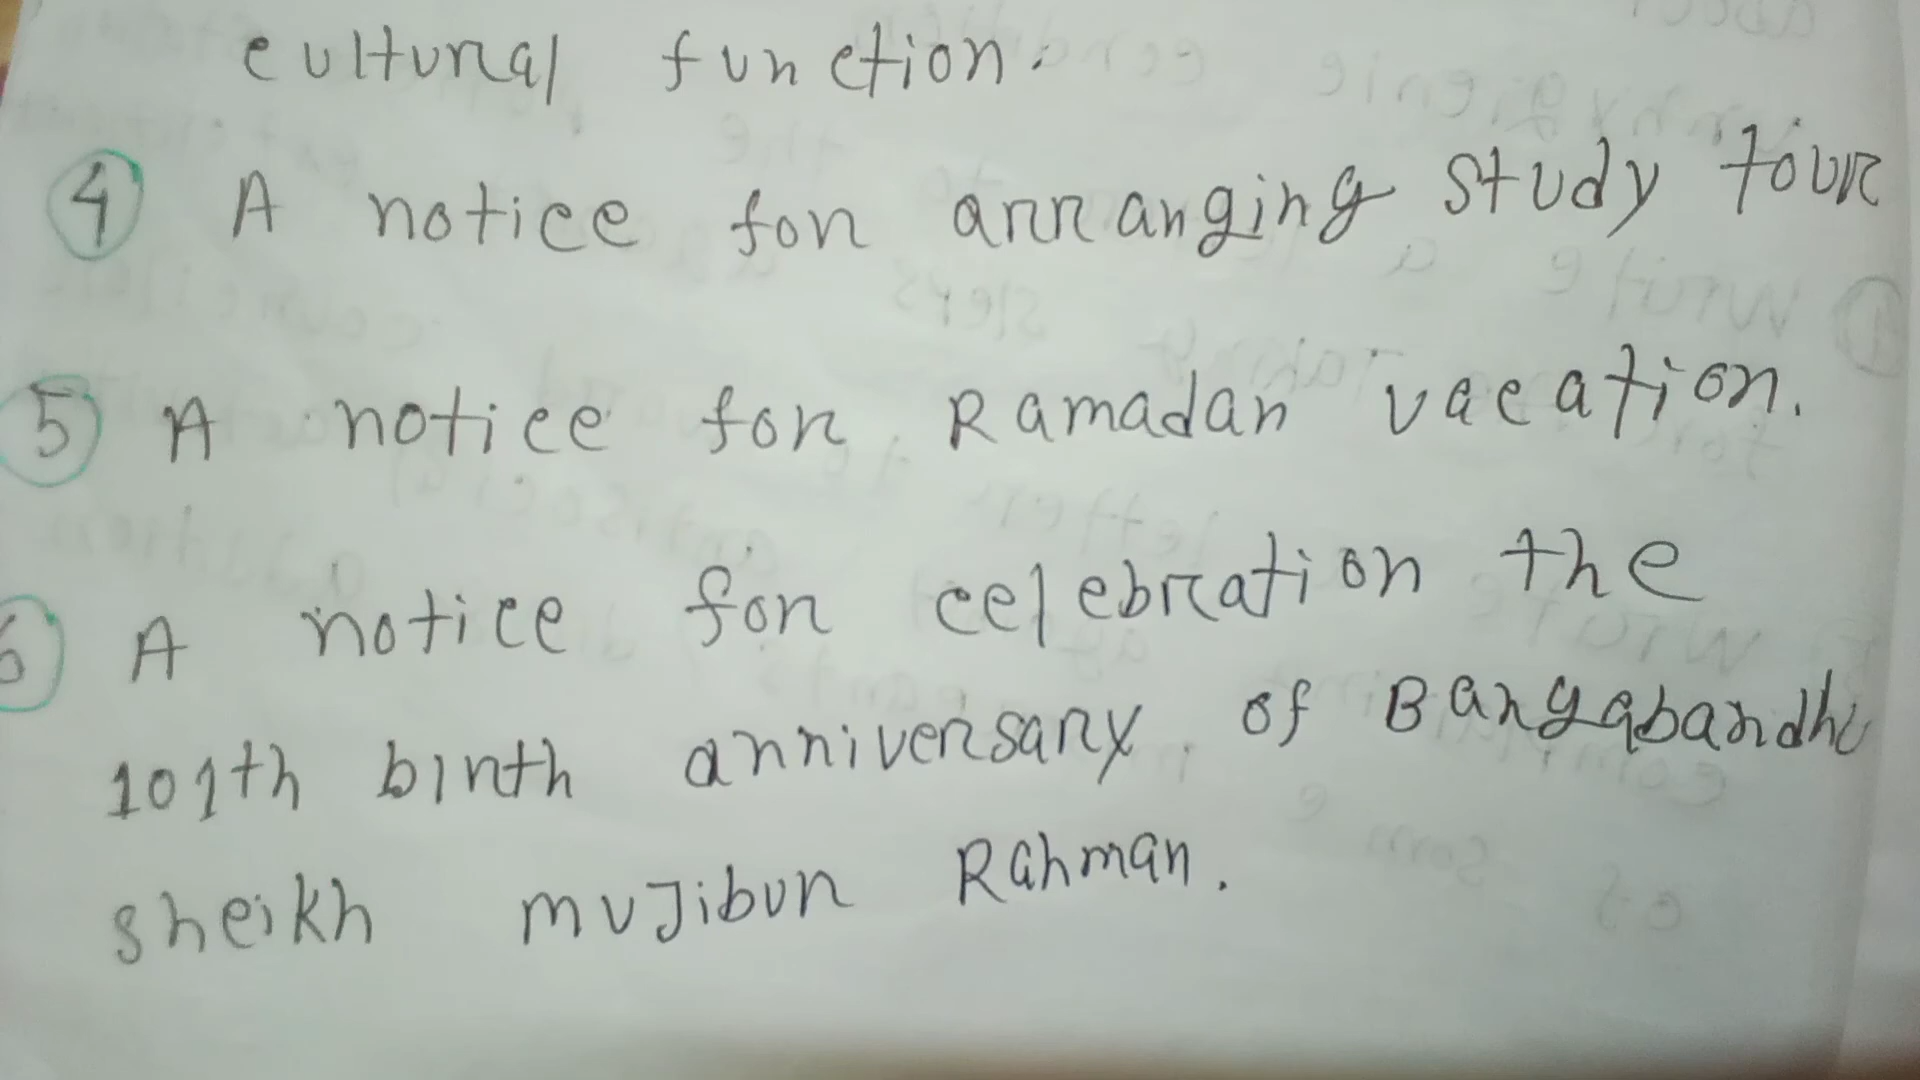 cultural function.
④ A notice for arranging study tour
⑤ A notice for Ramadan vacation.
⑥ A notice for celebration the
101th birth anniversary of Bangabandhu
sheikh mujibur Rahman.